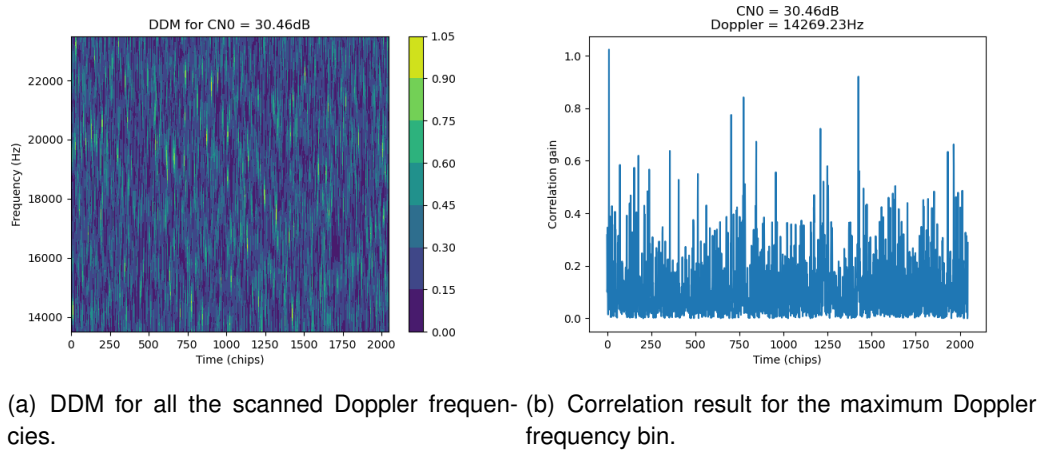 DDM for CN0 = 30.46dB
Frequency (Hz)
22000
20000
18000
16000
14000
0 250 500 750 1000 1250 1500 1750 2000
Time (chips)
1.05
0.90
0.75
0.60
0.45
0.30
0.15
0.00
CN0 = 30.46dB
Doppler = 14269.23Hz
Correlation gain
1.0
0.8
0.6
0.4
0.2
0.0
0 250 500 750 1000 1250 1500 1750 2000
Time (chips)
(a) DDM for all the scanned Doppler frequen-
cies.
(b) Correlation result for the maximum Doppler
frequency bin.